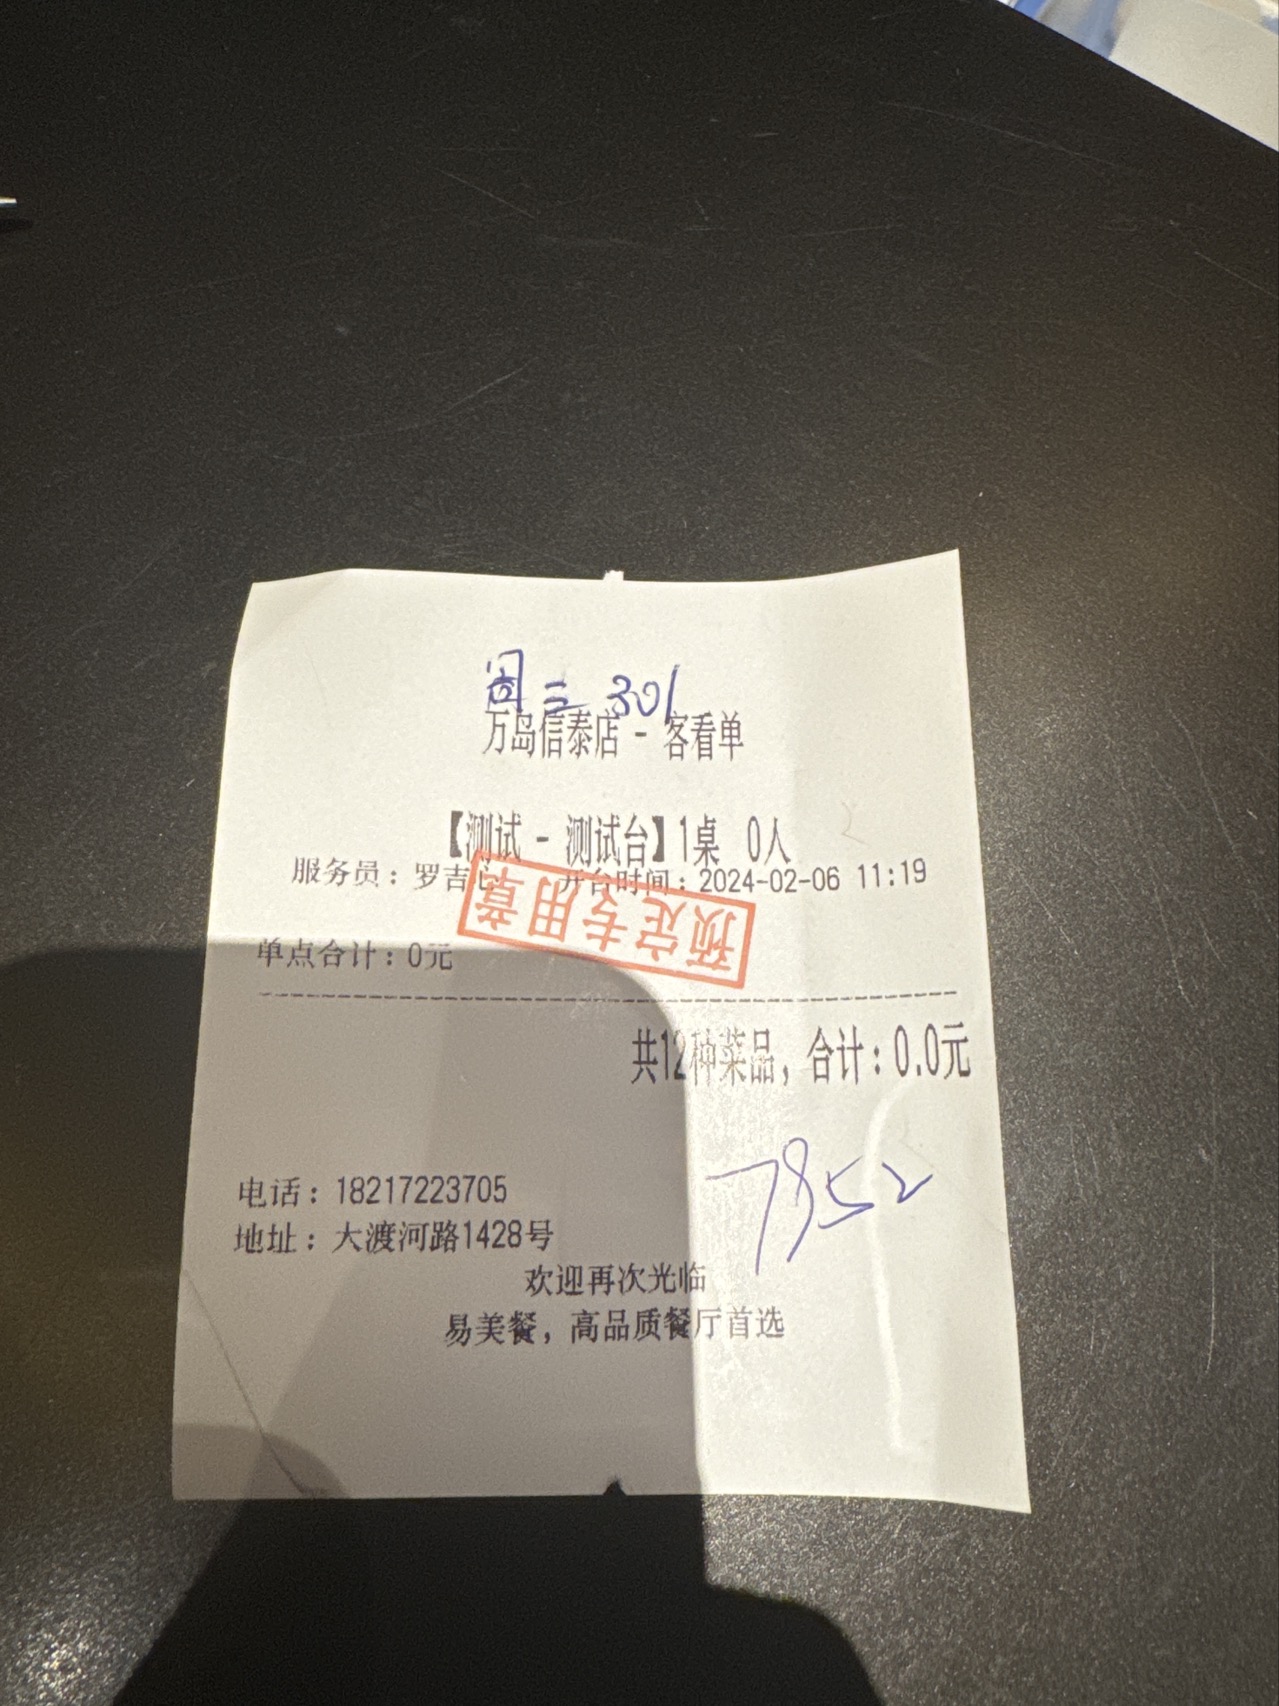 周三 301
万岛信泰店 - 客看单
【测试 - 测试台】1桌 0人
服务员：罗吉心 开台时间：2024-02-06 11:19
预定专用章
单点合计：0元
共12种菜品，合计：0.0元
7952
电话：18217223705
地址：大渡河路1428号
欢迎再次光临
易美餐，高品质餐厅首选